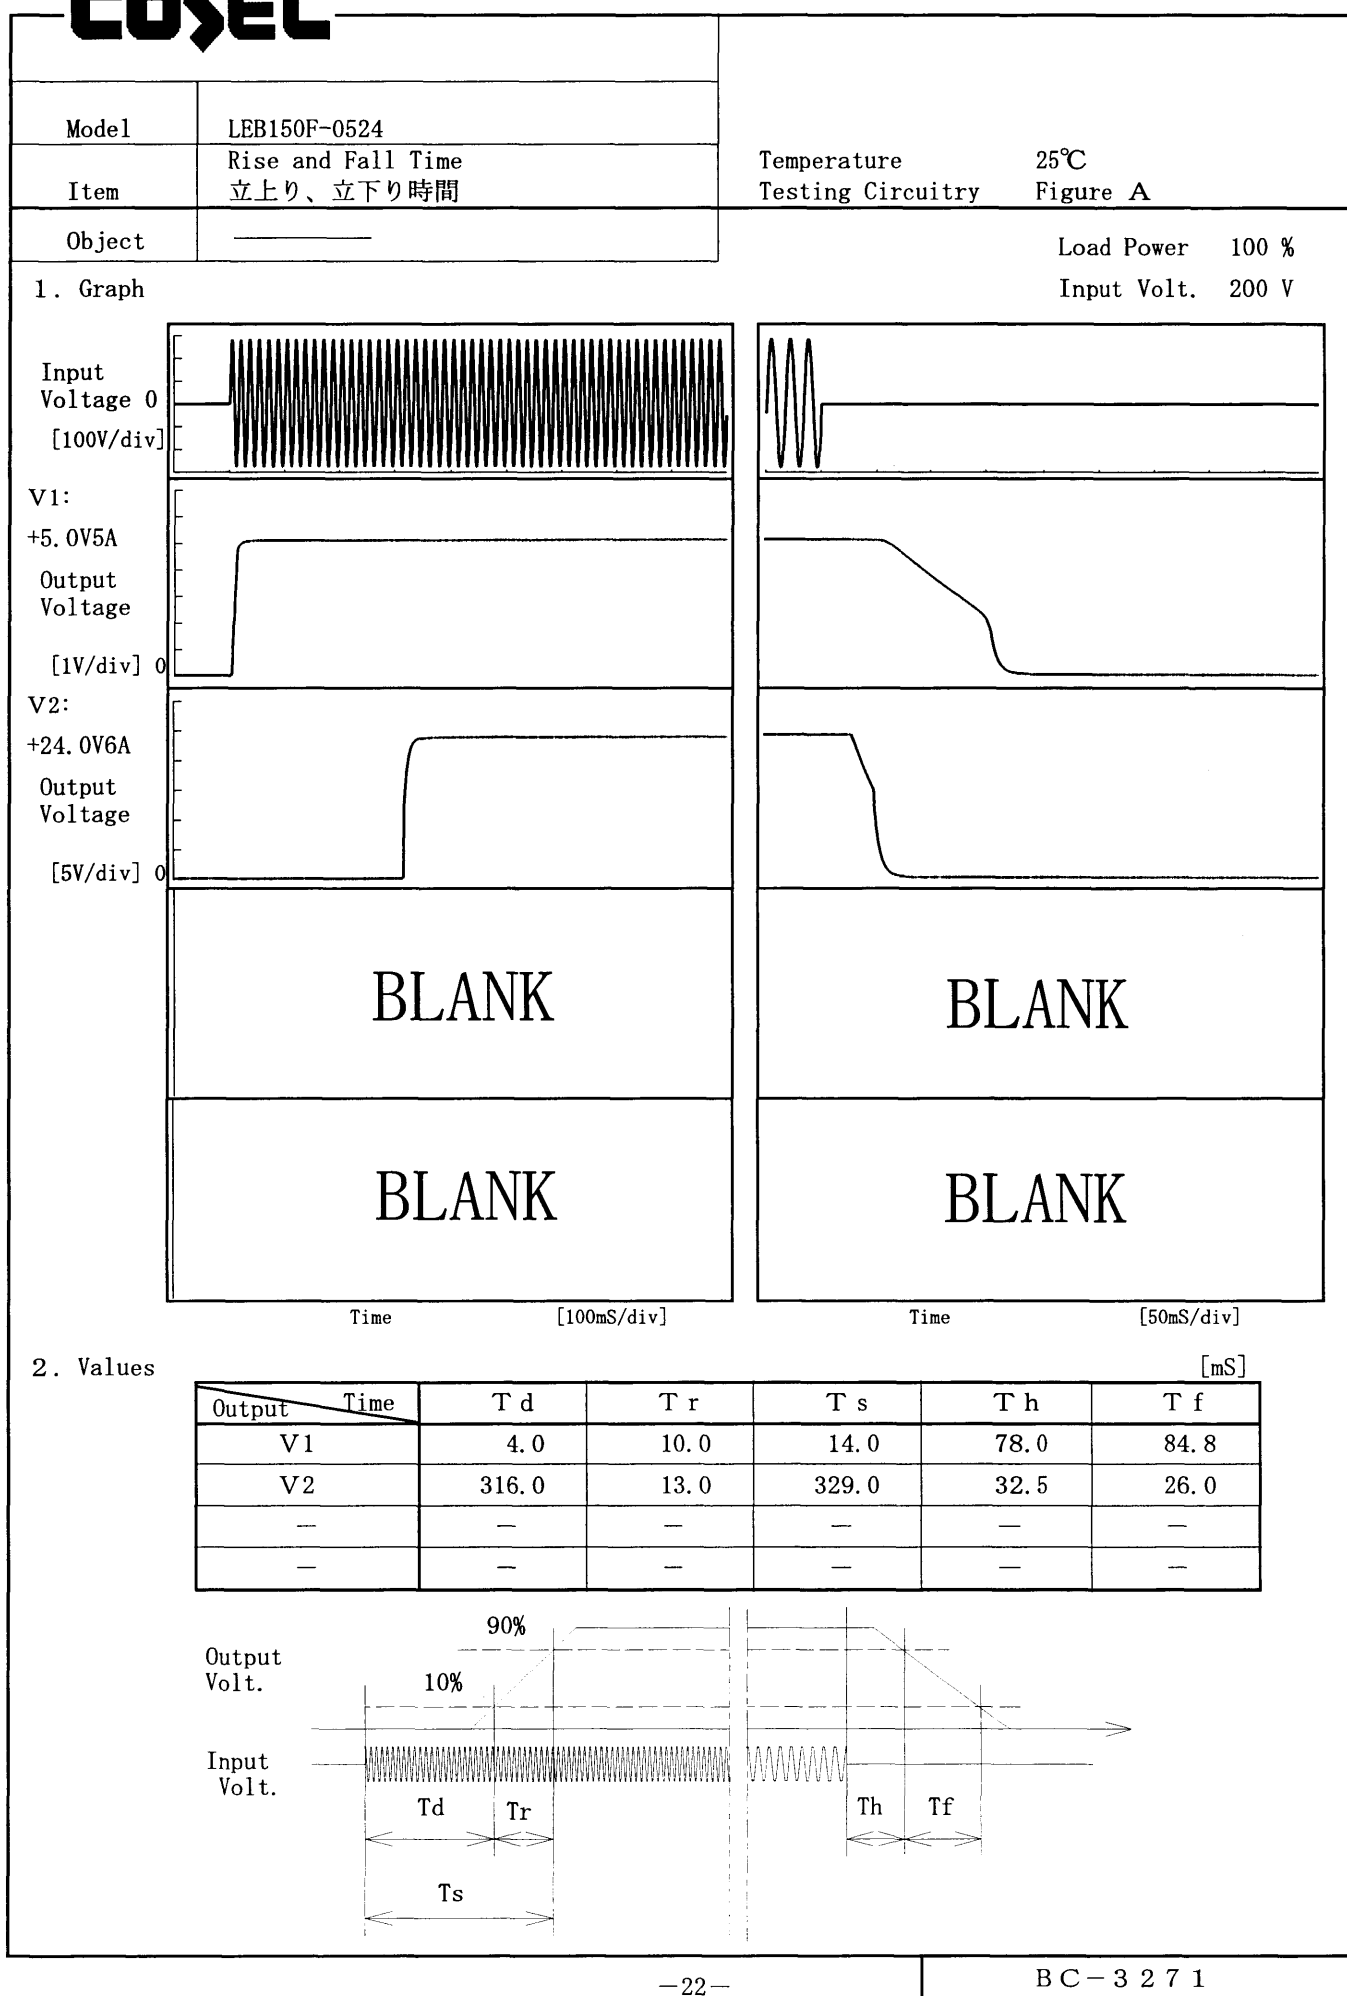 COSEL
Model LEB150F-0524
Item Rise and Fall Time
立上り、立下り時間
Temperature 25℃
Testing Circuitry Figure A
Object
Load Power 100 %
Input Volt. 200 V
1. Graph
Input
Voltage 0
[100V/div]
V1:
+5.0V5A
Output
Voltage
[1V/div] 0
V2:
+24.0V6A
Output
Voltage
[5V/div] 0
BLANK
BLANK
BLANK
BLANK
Time [100mS/div]
Time [50mS/div]
2. Values
[mS]
Output Time Td Tr Ts Th Tf
V1 4.0 10.0 14.0 78.0 84.8
V2 316.0 13.0 329.0 32.5 26.0
— — — — — —
— — — — — —
90%
Output
Volt.
10%
Input
Volt.
Td Tr Th Tf
Ts
—22—
BC-3271